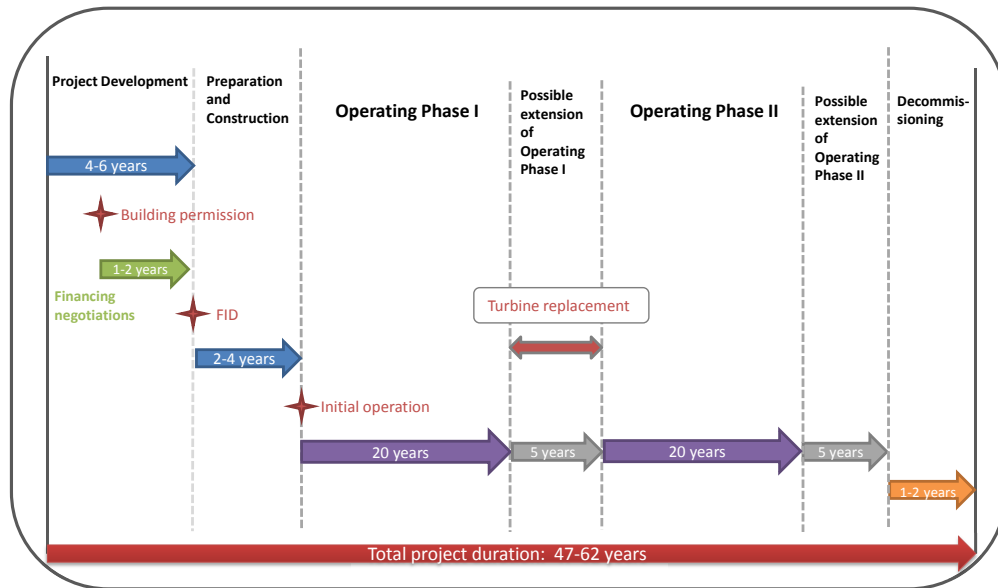 Project Development
Preparation
and
Construction
Operating Phase I
Possible
extension
of
Operating
Phase I
Operating Phase II
Possible
extension
of
Operating
Phase II
Decommis-
sioning
4-6 years
Building permission
1-2 years
Financing
negotiations
FID
Turbine replacement
2-4 years
Initial operation
20 years
5 years
20 years
5 years
1-2 years
Total project duration: 47-62 years